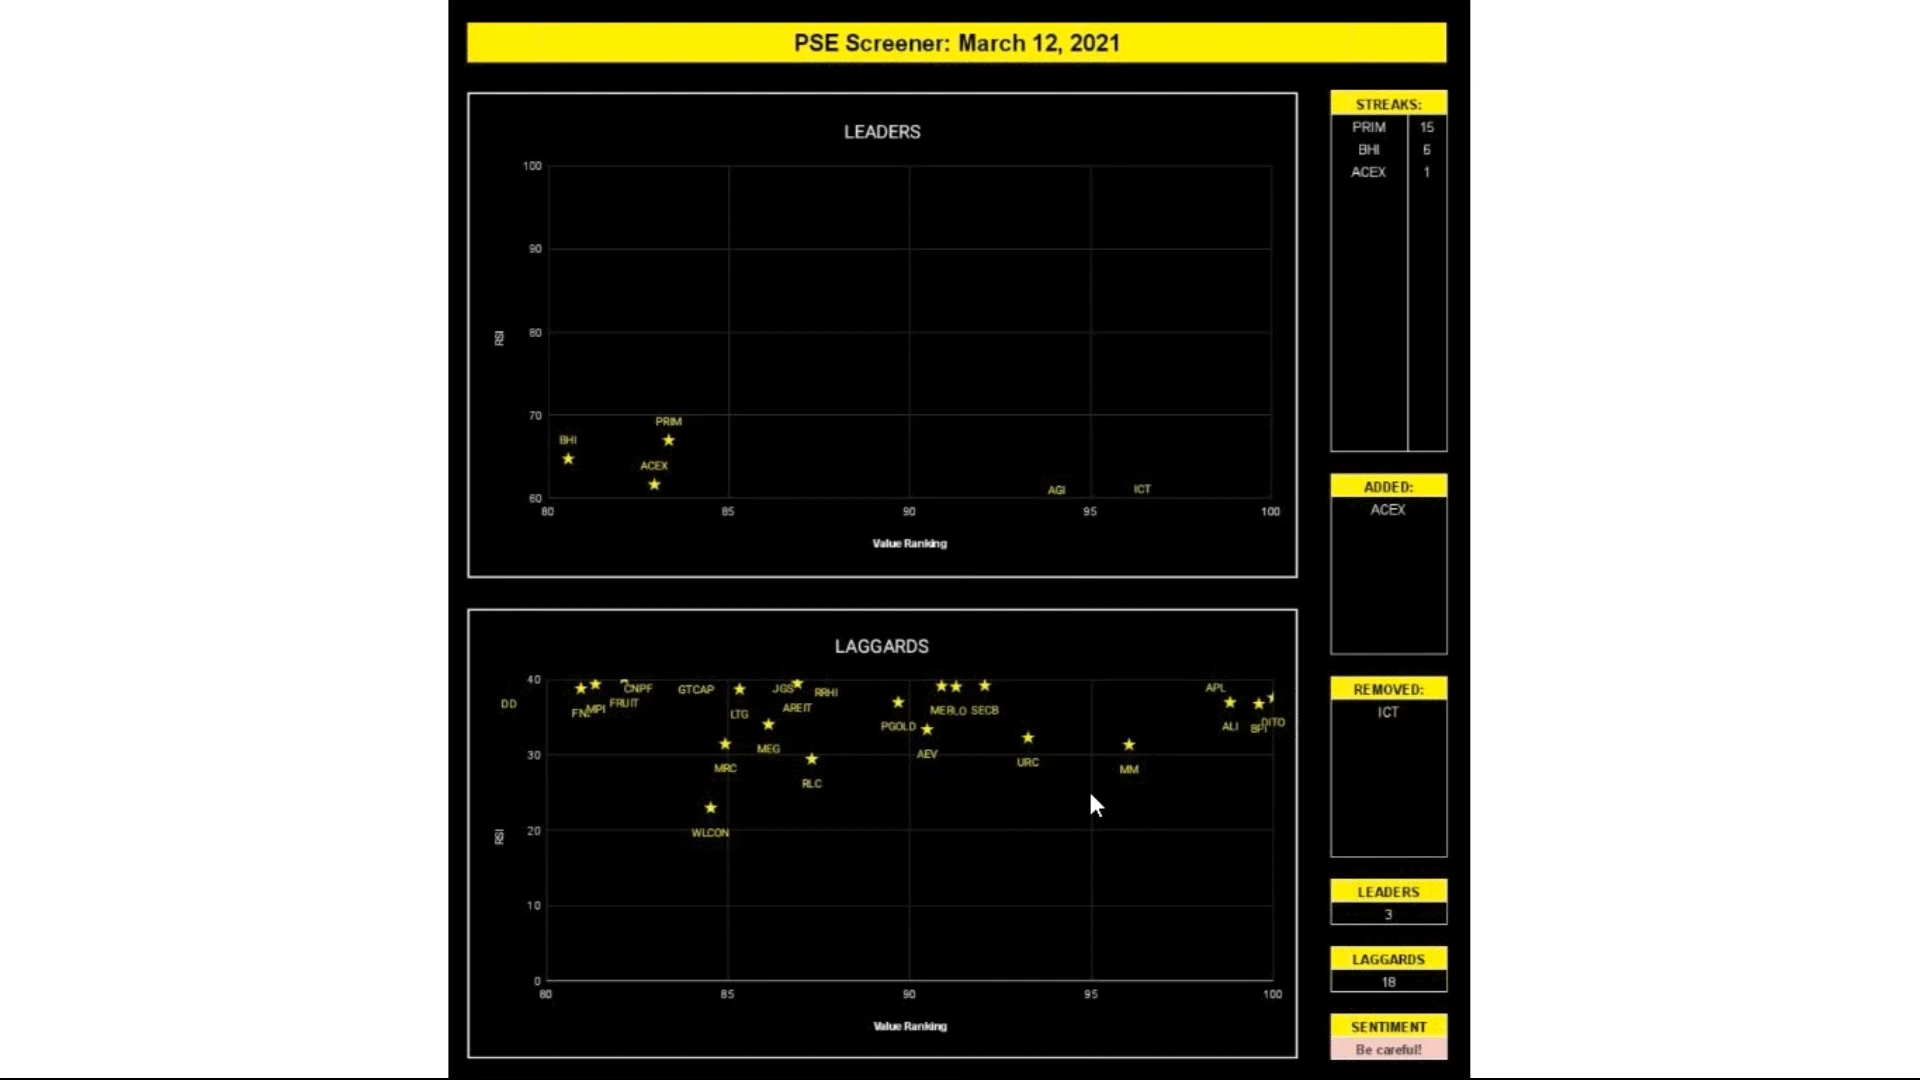 PSE Screener: March 12, 2021
LEADERS
100
90
80
70
60
RSI
PRIM
BHI
ACEX
AGI
ICT
80
85
90
95
100
Value Ranking
LAGGARDS
40
30
20
10
0
RSI
DD
CNPF
GTCAP
JGS
RRHI
APL
FRUIT
MPI
LTG
AREIT
SECB
PGOLD
ALI
DITO
MEG
AEV
URC
MRC
MM
RLC
WLCON
80
85
90
95
100
Value Ranking
STREAKS:
PRIM 15
BHI 6
ACEX 1
ADDED:
ACEX
REMOVED:
ICT
LEADERS
3
LAGGARDS
18
SENTIMENT
Be careful!